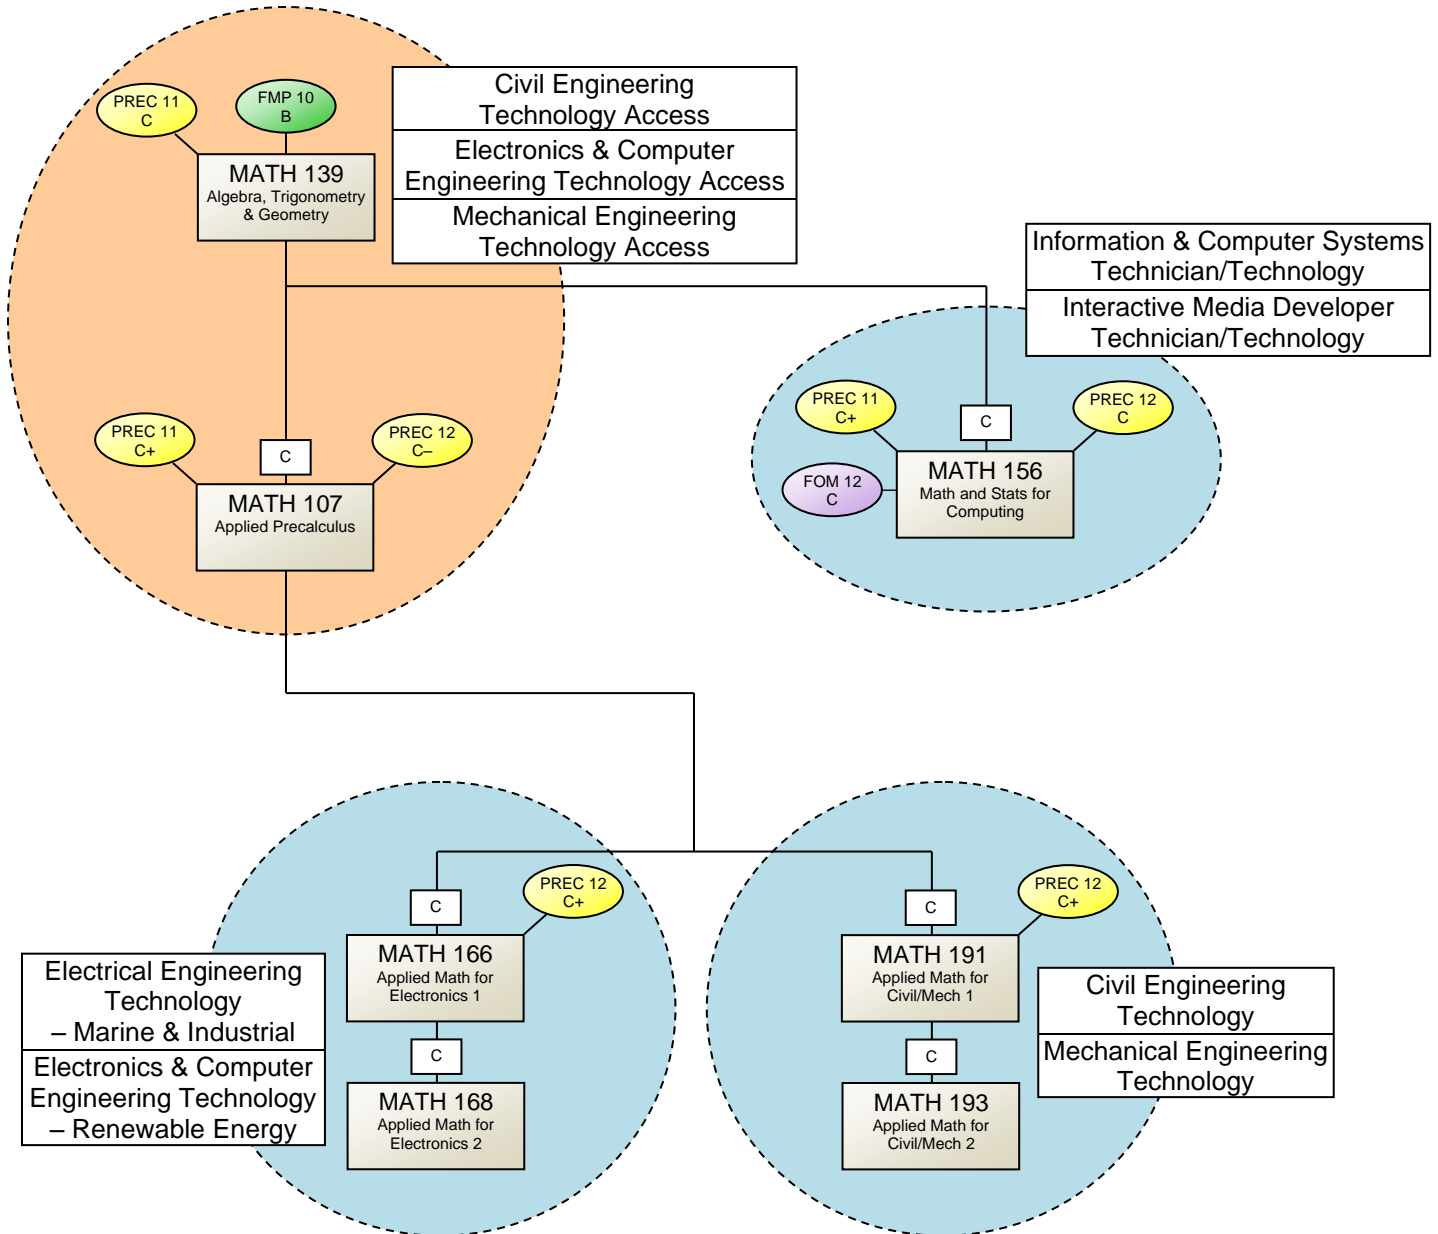 PREC 11
C
FMP 10
B
MATH 139
Algebra, Trigonometry
& Geometry
Civil Engineering
Technology Access
Electronics & Computer
Engineering Technology Access
Mechanical Engineering
Technology Access
Information & Computer Systems
Technician/Technology
Interactive Media Developer
Technician/Technology
PREC 11
C+
C
PREC 12
C–
MATH 107
Applied Precalculus
PREC 11
C+
C
PREC 12
C
FOM 12
C
MATH 156
Math and Stats for
Computing
C
PREC 12
C+
MATH 166
Applied Math for
Electronics 1
C
MATH 168
Applied Math for
Electronics 2
Electrical Engineering
Technology
– Marine & Industrial
Electronics & Computer
Engineering Technology
– Renewable Energy
C
PREC 12
C+
MATH 191
Applied Math for
Civil/Mech 1
C
MATH 193
Applied Math for
Civil/Mech 2
Civil Engineering
Technology
Mechanical Engineering
Technology